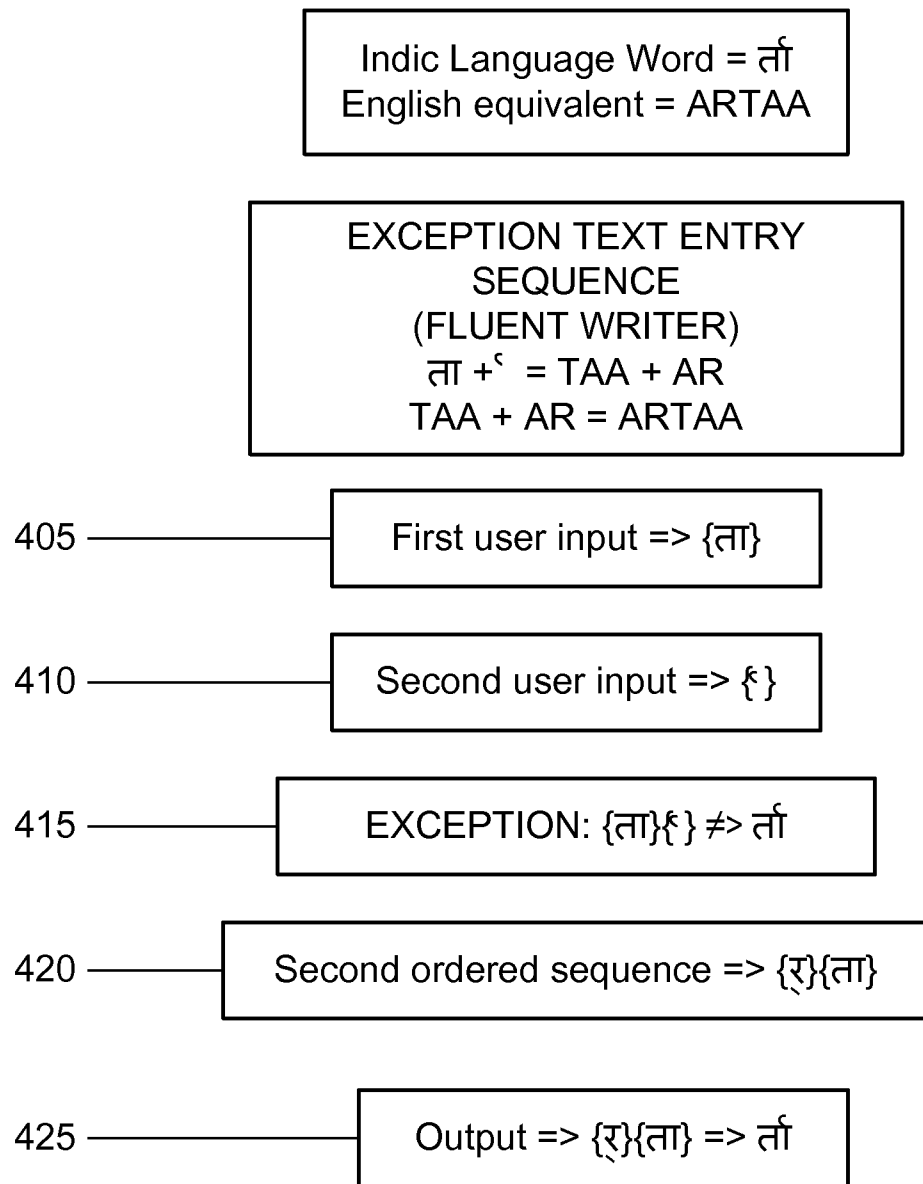 Indic Language Word = र्ता
English equivalent = ARTAA
EXCEPTION TEXT ENTRY
SEQUENCE
(FLUENT WRITER)
ता + र्  = TAA + AR
TAA + AR = ARTAA
405
First user input => {ता}
410
Second user input => {र्}
415
EXCEPTION: {ता}{र्} ≠> र्ता
420
Second ordered sequence => {र्}{ता}
425
Output => {र्}{ता} => र्ता